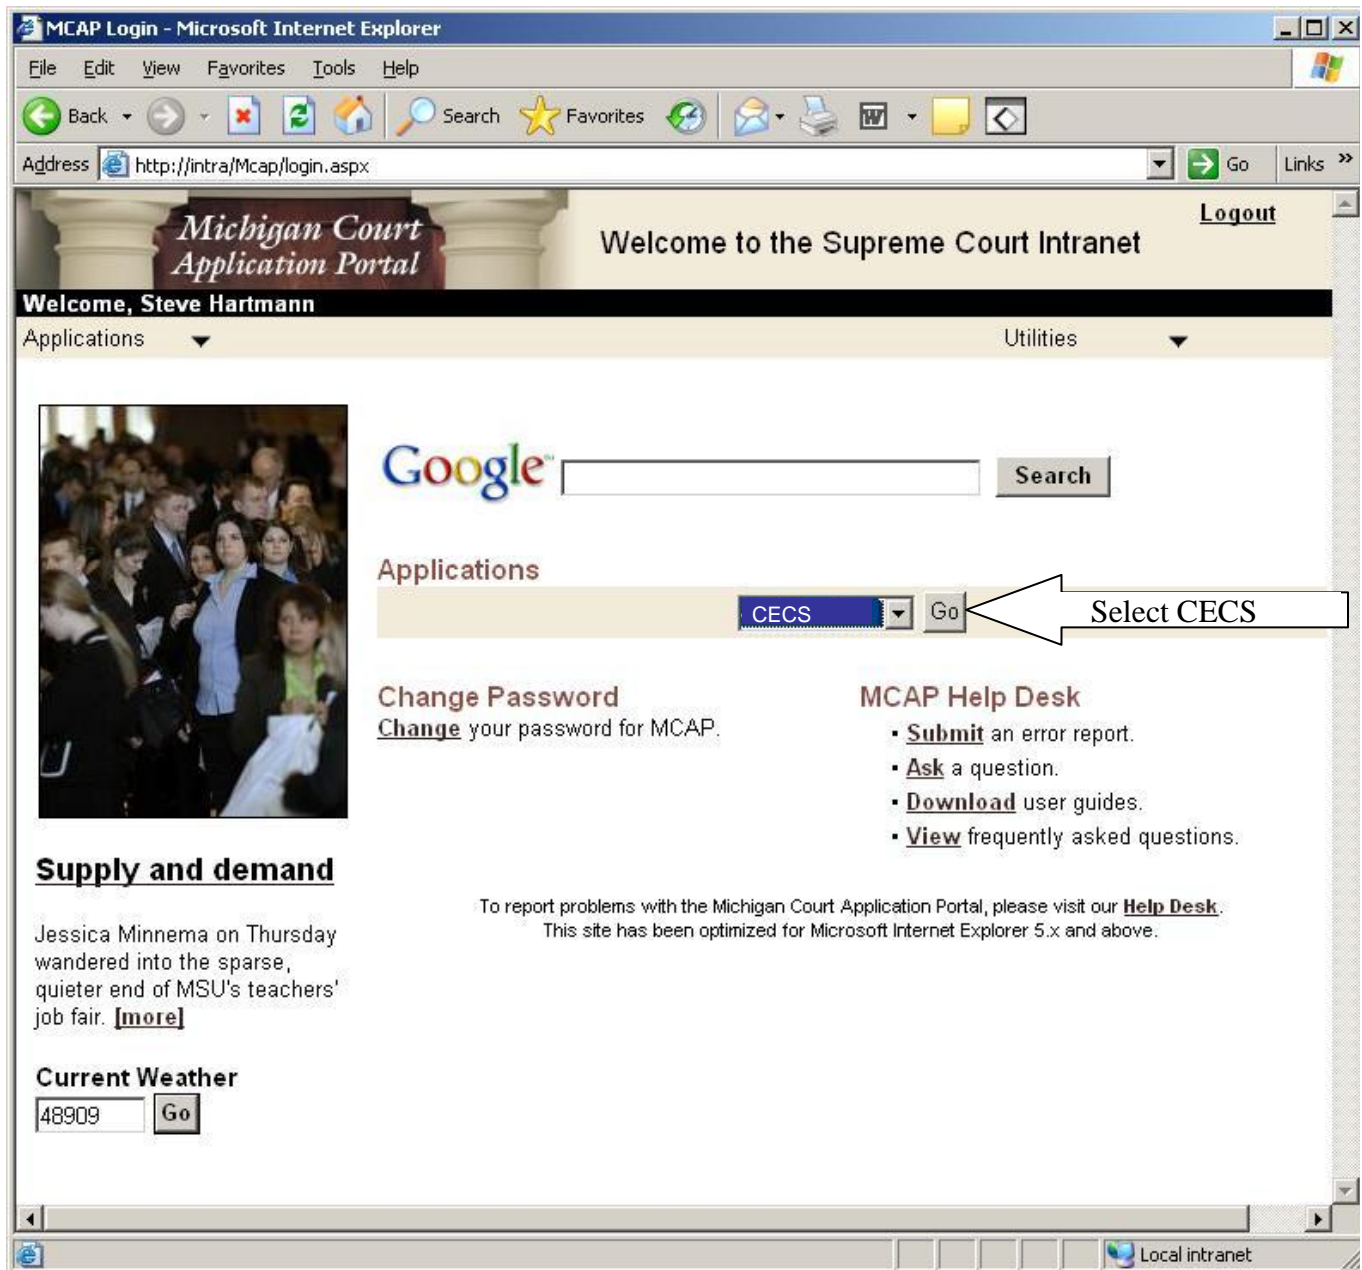 MCAP Login - Microsoft Internet Explorer
File Edit View Favorites Tools Help
Back Search Favorites
Address http://intra/Mcap/login.aspx Go Links »
Michigan Court
Application Portal
Welcome to the Supreme Court Intranet
Logout
Welcome, Steve Hartmann
Applications Utilities
Google™ Search
Applications
CECS Go Select CECS
Change Password
Change your password for MCAP.
MCAP Help Desk
▪ Submit an error report.
▪ Ask a question.
▪ Download user guides.
▪ View frequently asked questions.
Supply and demand
Jessica Minnema on Thursday
wandered into the sparse,
quieter end of MSU's teachers'
job fair. [more]
Current Weather
48909 Go
To report problems with the Michigan Court Application Portal, please visit our Help Desk.
This site has been optimized for Microsoft Internet Explorer 5.x and above.
Local intranet